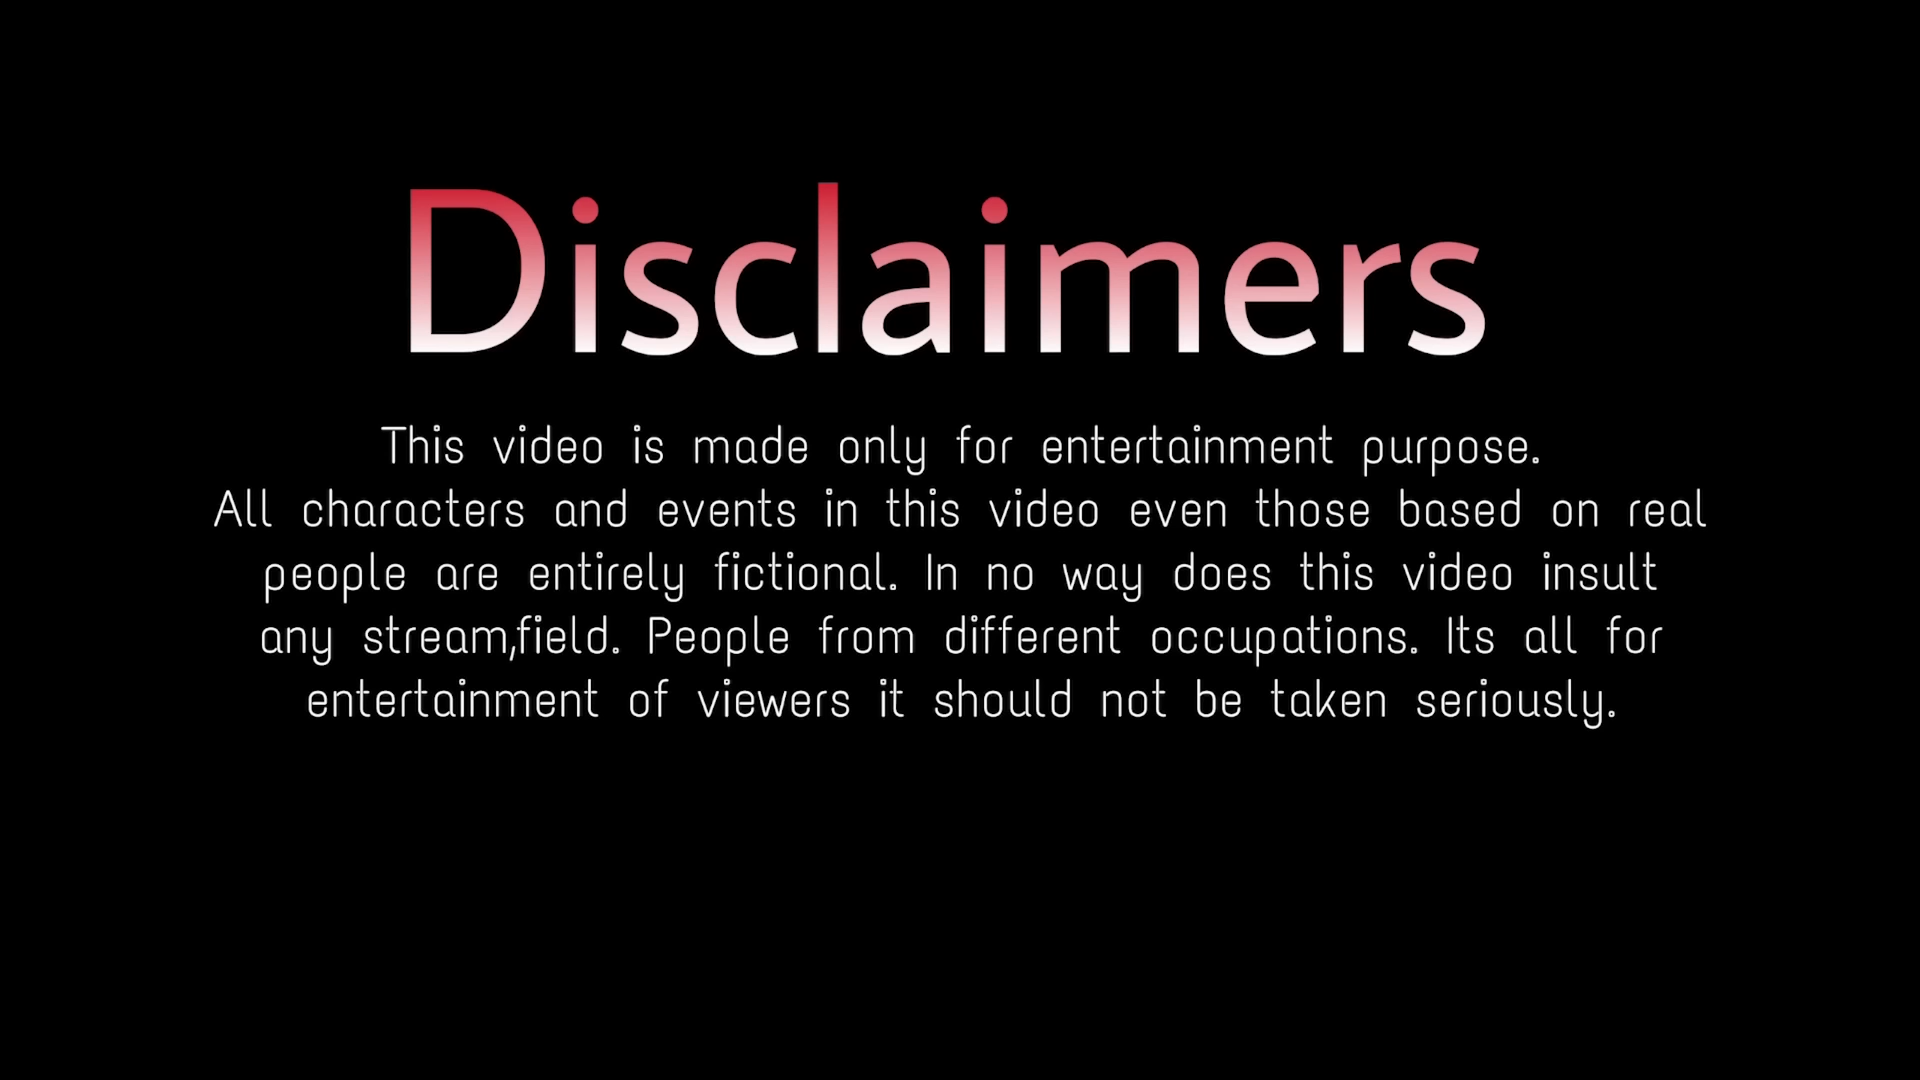 Disclaimers
This video is made only for entertainment purpose.
All characters and events in this video even those based on real
people are entirely fictional. In no way does this video insult
any stream,field. People from different occupations. Its all for
entertainment of viewers it should not be taken seriously.